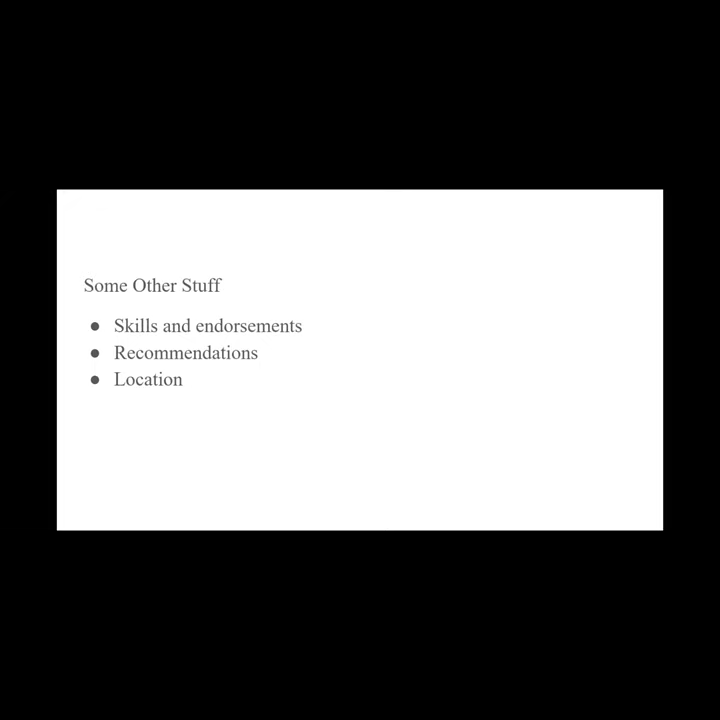 Some Other Stuff
● Skills and endorsements
● Recommendations
● Location